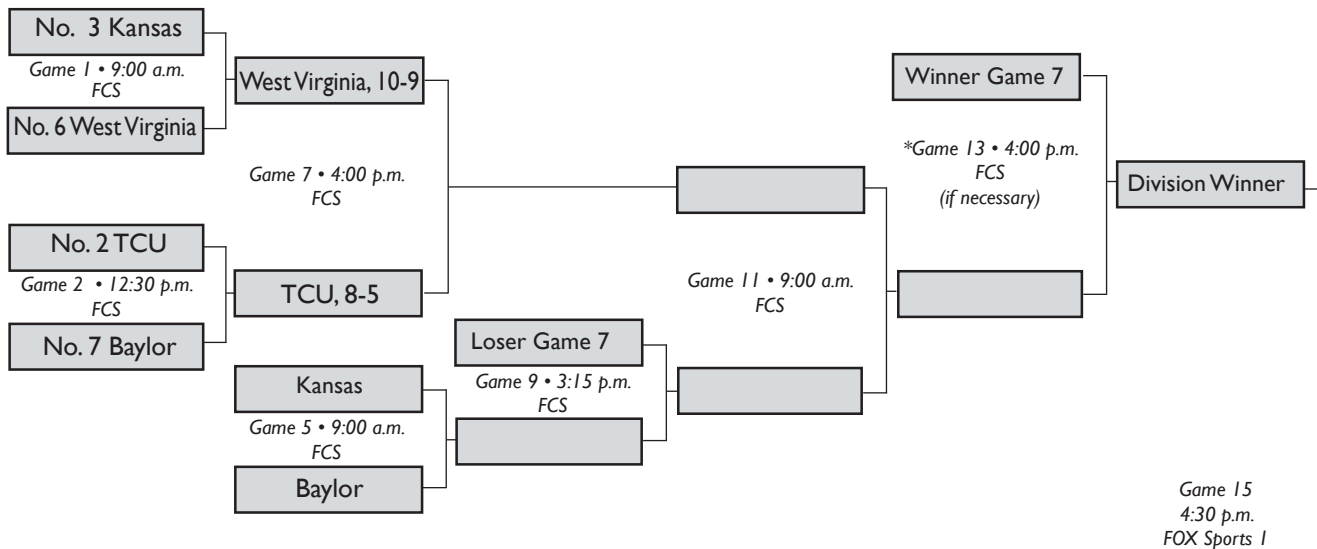 No. 3 Kansas
Game 1 • 9:00 a.m.
FCS
No. 6 West Virginia
West Virginia, 10-9
Game 7 • 4:00 p.m.
FCS
No. 2 TCU
Game 2 • 12:30 p.m.
FCS
No. 7 Baylor
TCU, 8-5
Kansas
Game 5 • 9:00 a.m.
FCS
Baylor
Loser Game 7
Game 9 • 3:15 p.m.
FCS
Game 11 • 9:00 a.m.
FCS
Winner Game 7
*Game 13 • 4:00 p.m.
FCS
(if necessary)
Division Winner
Game 15
4:30 p.m.
FOX Sports 1